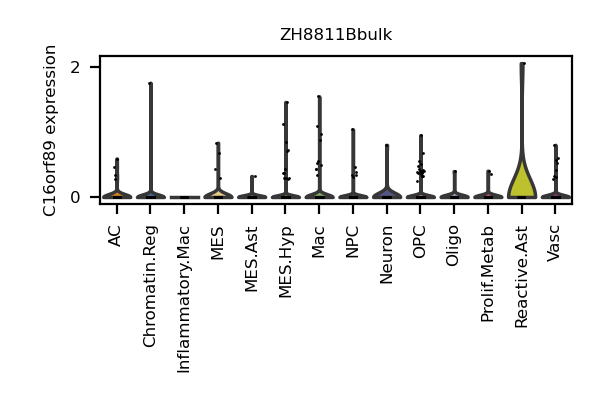 ZH8811Bbulk
C16orf89 expression
2
0
AC
Chromatin.Reg
Inflammatory.Mac
MES
MES.Ast
MES.Hyp
Mac
NPC
Neuron
OPC
Oligo
Prolif.Metab
Reactive.Ast
Vasc